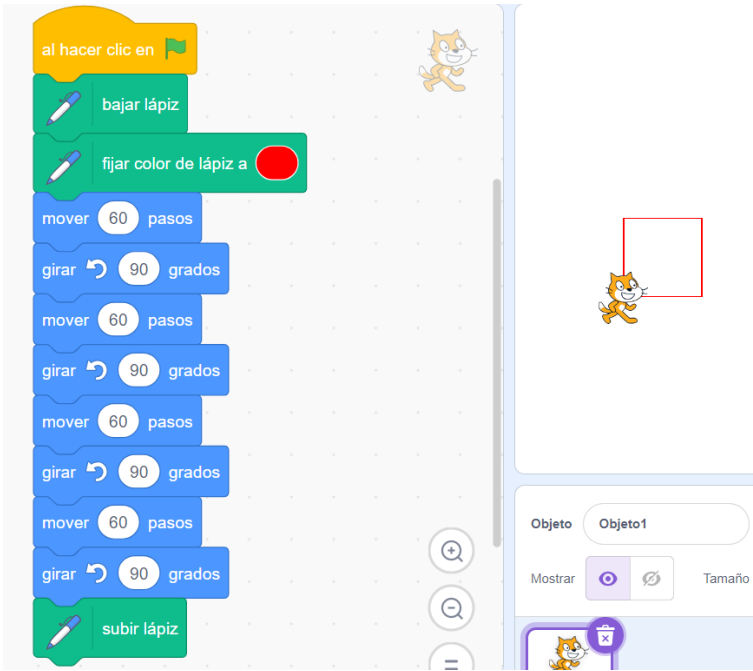 al hacer clic en
bajar lápiz
fijar color de lápiz a
mover 60 pasos
girar 90 grados
mover 60 pasos
girar 90 grados
mover 60 pasos
girar 90 grados
mover 60 pasos
girar 90 grados
subir lápiz
Objeto Objeto1
Mostrar Tamaño